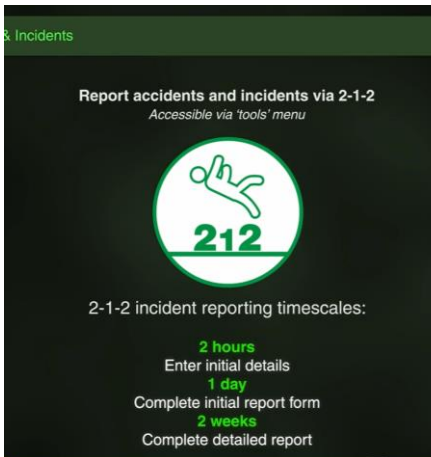 & Incidents
Report accidents and incidents via 2-1-2
Accessible via ‘tools’ menu
212
2-1-2 incident reporting timescales:
2 hours
Enter initial details
1 day
Complete initial report form
2 weeks
Complete detailed report